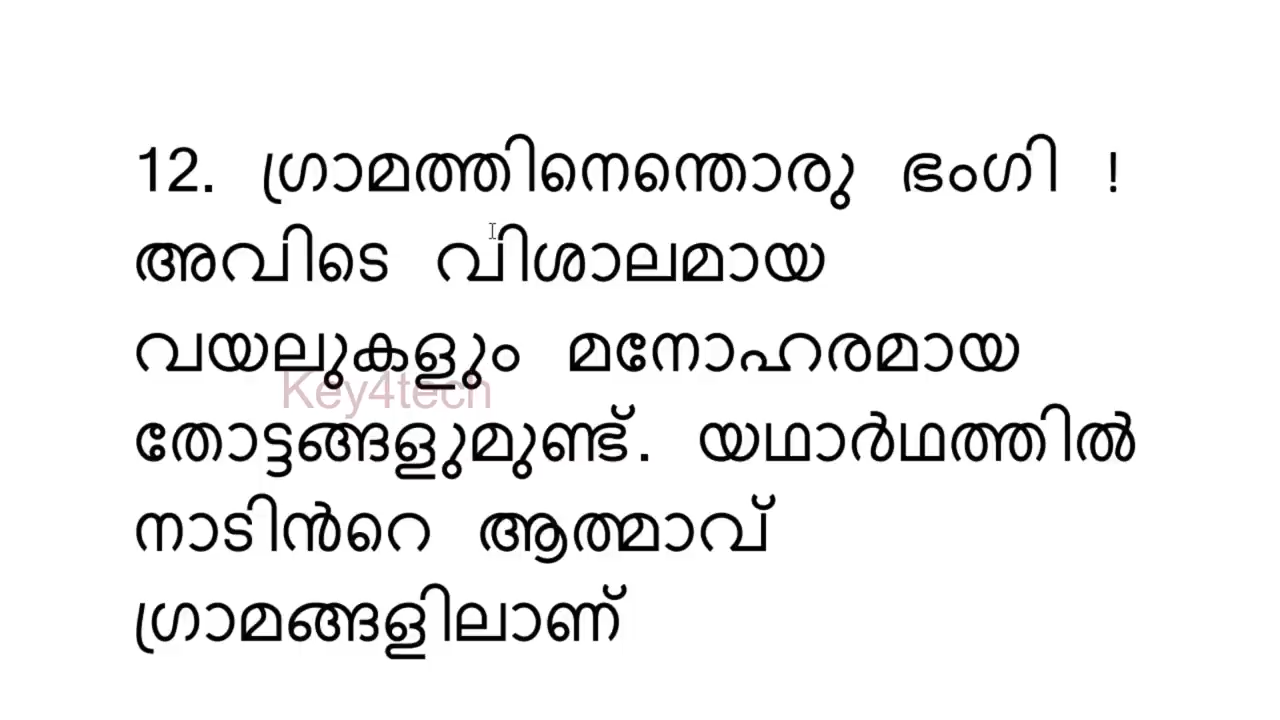 12. ഗ്രാമത്തിനെന്തൊരു ഭംഗി !
അവിടെ വിശാലമായ
വയലുകളും മനോഹരമായ
Key4tech
തോട്ടങ്ങളുമുണ്ട്. യഥാർഥത്തിൽ
നാടിൻറെ ആത്മാവ്
ഗ്രാമങ്ങളിലാണ്